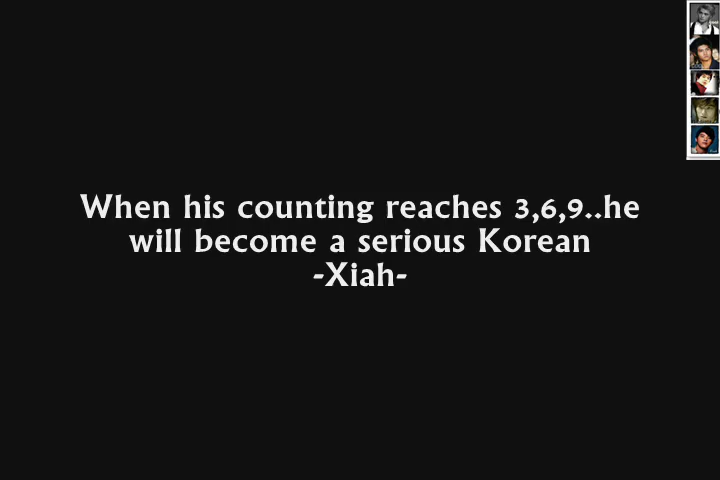 When his counting reaches 3,6,9..he
will become a serious Korean
-Xiah-